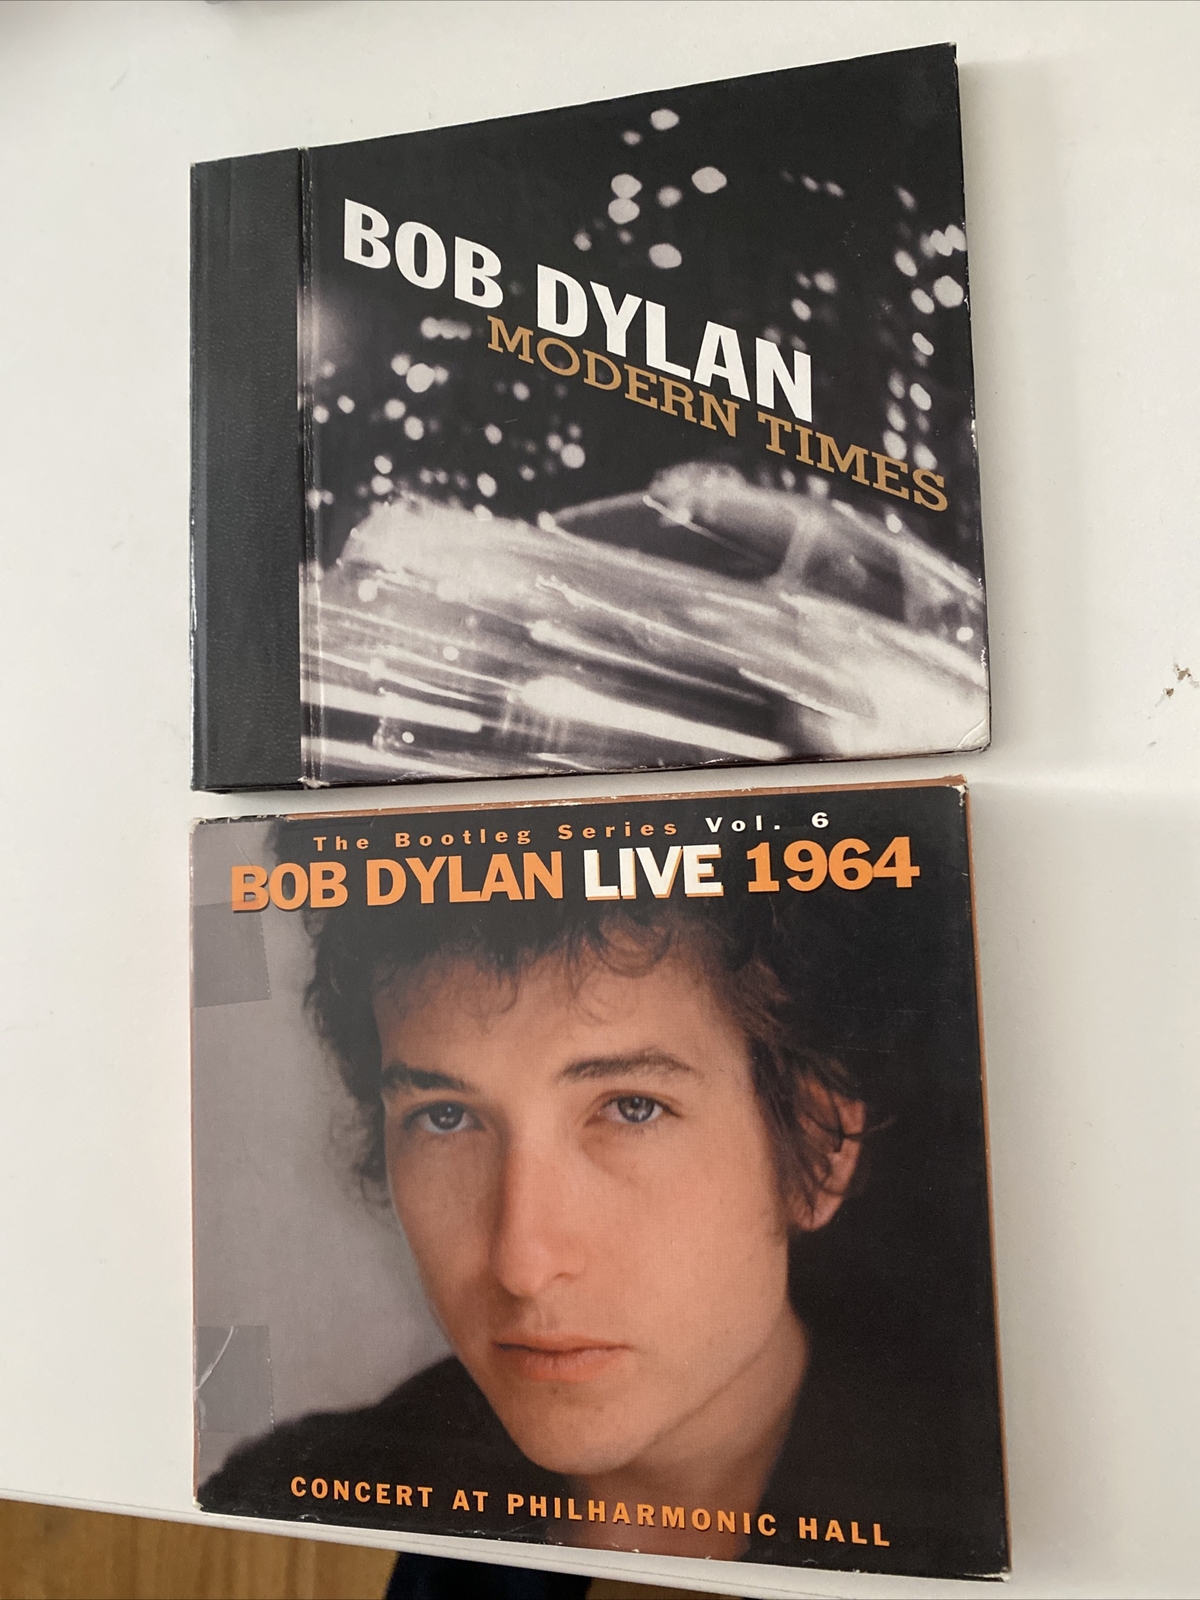 BOB DYLAN
MODERN TIMES
The Bootleg Series Vol. 6
BOB DYLAN LIVE 1964
CONCERT AT PHILHARMONIC HALL